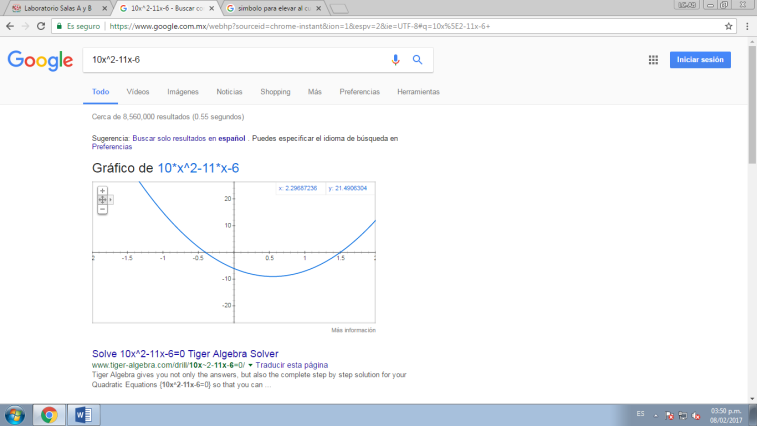 Laboratorio Salas A y B
10x^2-11x-6 - Buscar co
simbolo para elevar al cu
Es seguro
https://www.google.com.mx/webhp?sourceid=chrome-instant&ion=1&espv=2&ie=UTF-8#q=10x%5E2-11x-6+
Google
10x^2-11x-6
Iniciar sesión
Todo Vídeos Imágenes Noticias Shopping Más Preferencias Herramientas
Cerca de 8,560,000 resultados (0.55 segundos)
Sugerencia: Buscar solo resultados en español . Puedes especificar el idioma de búsqueda en
Preferencias
Gráfico de 10*x^2-11*x-6
x: 2.29687236 y: 21.4906304
20
10
2 -1.5 -1 -0.5 0 0.5 1 1.5 2
-10
-20
Más información
Solve 10x^2-11x-6=0 Tiger Algebra Solver
www.tiger-algebra.com/drill/10x~2-11x-6=0/ Traducir esta página
Tiger Algebra gives you not only the answers, but also the complete step by step solution for your
Quadratic Equations {10x^2-11x-6=0} so that you can ...
ES
03:50 p.m.
08/02/2017